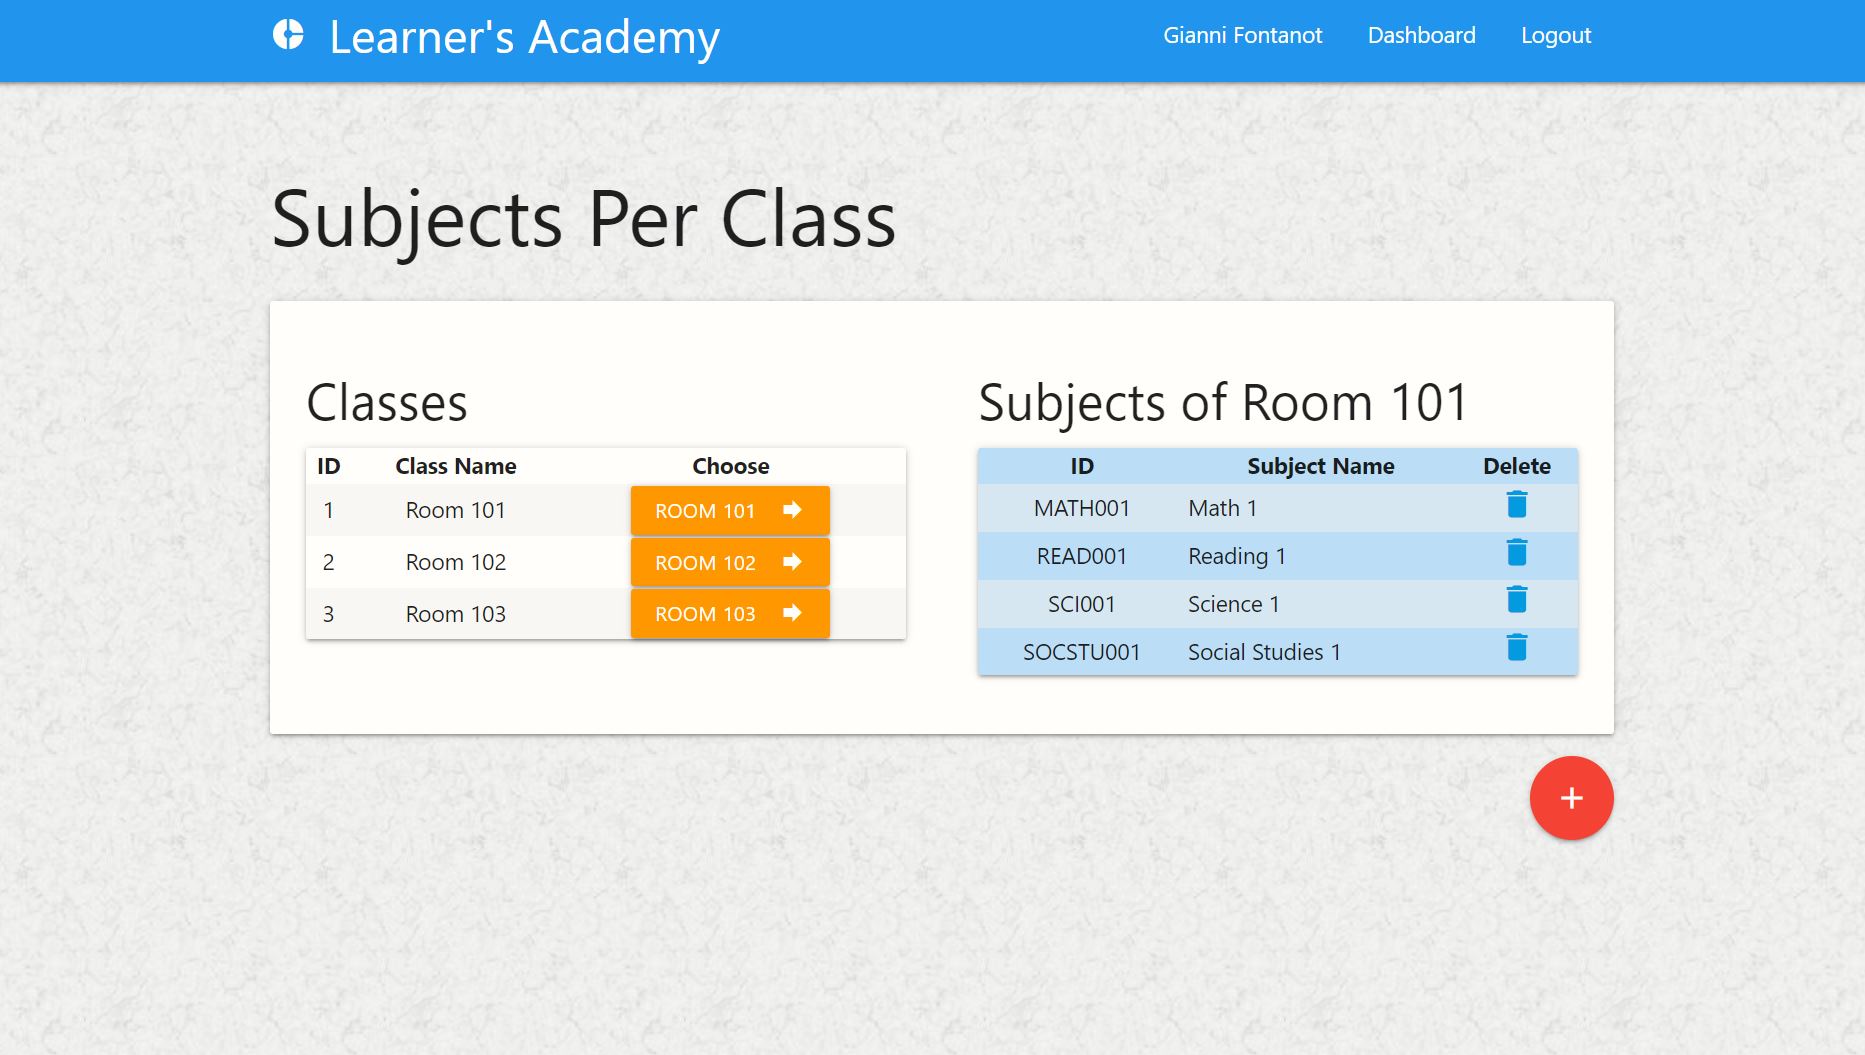 Learner's Academy
Gianni Fontanot Dashboard Logout
Subjects Per Class
Classes
ID Class Name Choose
1 Room 101 ROOM 101
2 Room 102 ROOM 102
3 Room 103 ROOM 103
Subjects of Room 101
ID Subject Name Delete
MATH001 Math 1
READ001 Reading 1
SCI001 Science 1
SOCSTU001 Social Studies 1
+